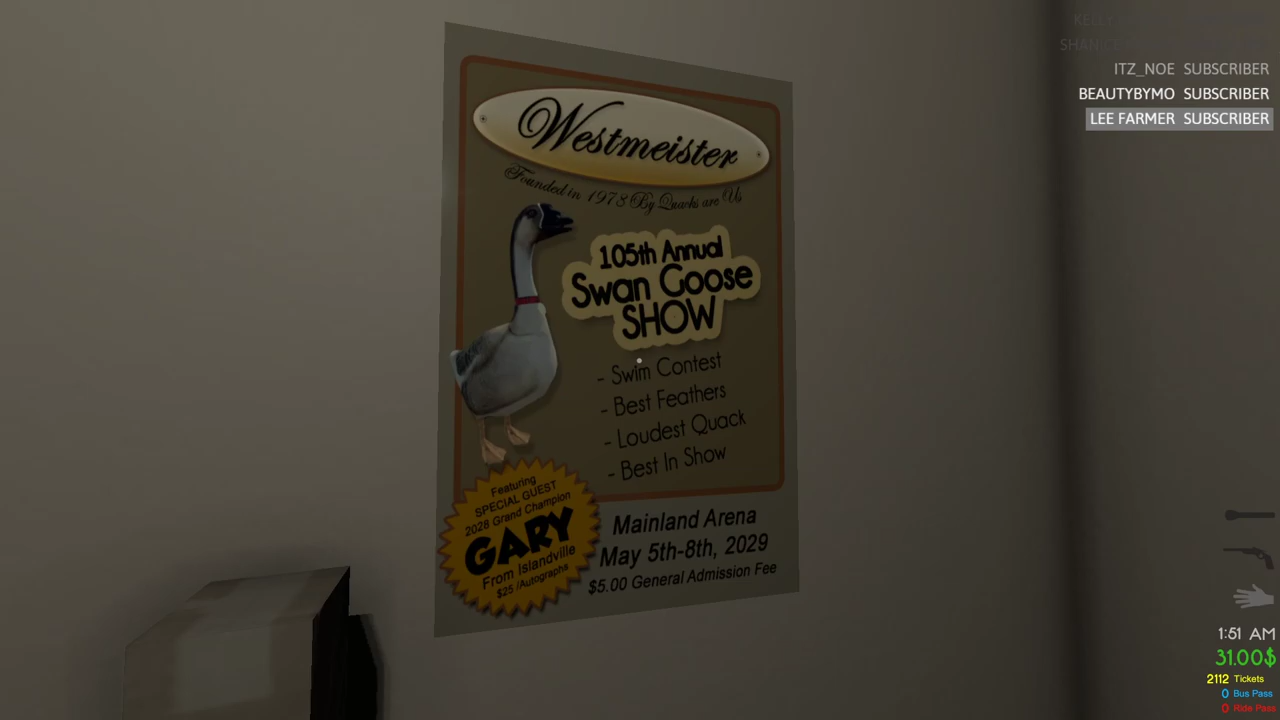 ITZ_NOE SUBSCRIBER
BEAUTYBYMO SUBSCRIBER
LEE FARMER SUBSCRIBER
Westmeister
Founded in 1978 By Quacks are Us
105th Annual
Swan Goose
SHOW
- Swim Contest
- Best Feathers
- Loudest Quack
- Best In Show
Featuring
SPECIAL GUEST
2028 Grand Champion
GARY
From Islandville
$25 /Autographs
Mainland Arena
May 5th-8th, 2029
$5.00 General Admission Fee
1:51 AM
31.00$
2112 Tickets
0 Bus Pass
0 Ride Pass